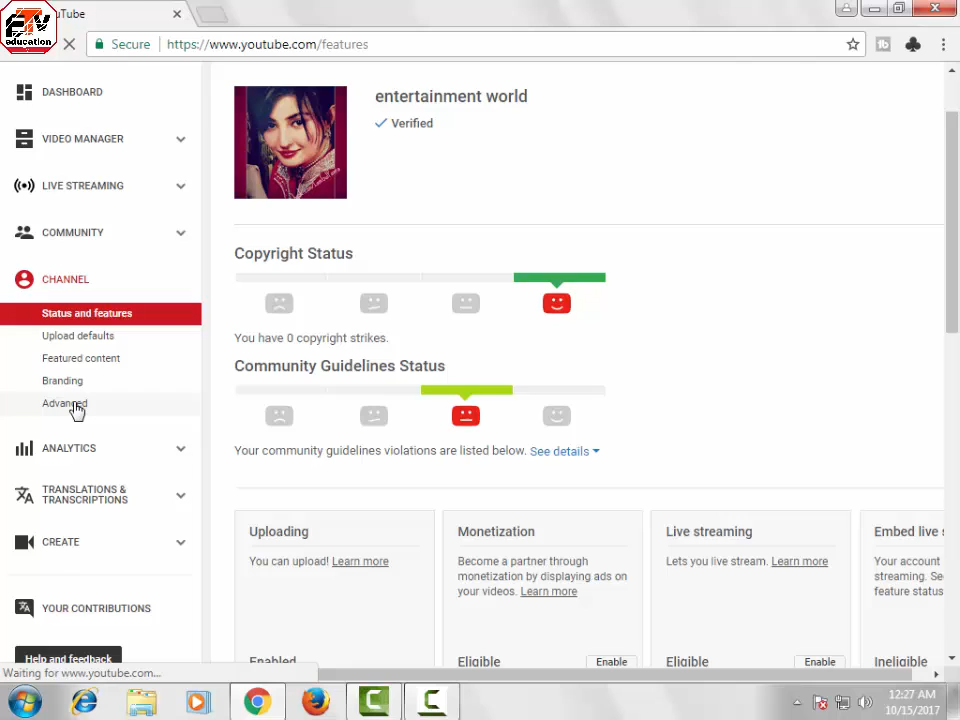 YouTube
ETV
education
Secure
https://www.youtube.com/features
DASHBOARD
VIDEO MANAGER
LIVE STREAMING
COMMUNITY
CHANNEL
Status and features
Upload defaults
Featured content
Branding
Advanced
ANALYTICS
TRANSLATIONS &
TRANSCRIPTIONS
CREATE
YOUR CONTRIBUTIONS
Help and feedback
Waiting for www.youtube.com...
entertainment world
Verified
Copyright Status
You have 0 copyright strikes.
Community Guidelines Status
Your community guidelines violations are listed below. See details
Uploading
You can upload! Learn more
Enabled
Monetization
Become a partner through
monetization by displaying ads on
your videos. Learn more
Eligible
Enable
Live streaming
Lets you live stream. Learn more
Eligible
Enable
Embed live
Your account
streaming. Se
feature status
Ineligible
12:27 AM
10/15/2017